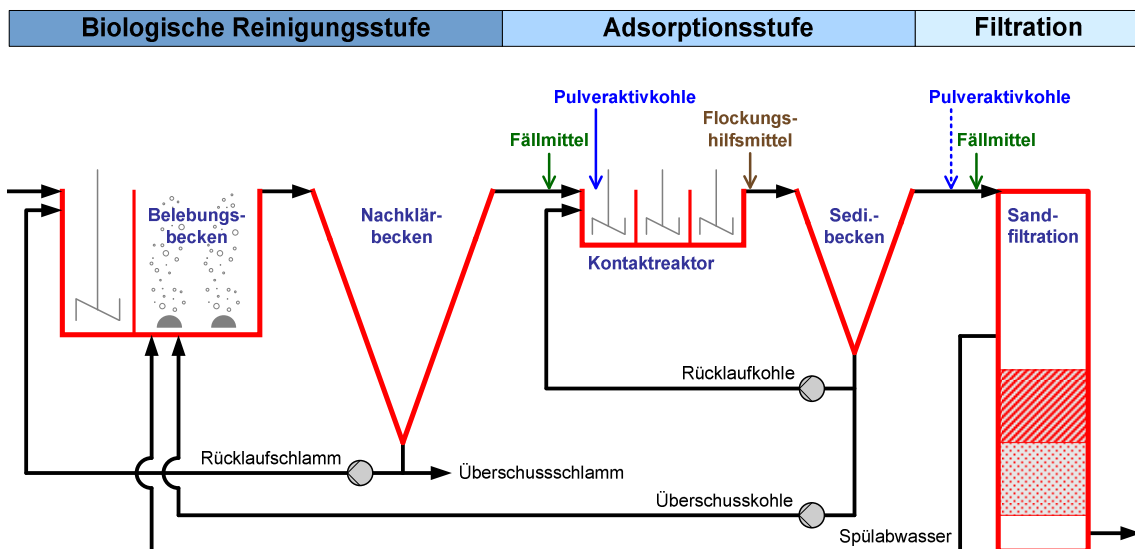 Biologische Reinigungsstufe
Adsorptionsstufe
Filtration
Pulveraktivkohle
Pulveraktivkohle
Flockungs-
hilfsmittel
Fällmittel
Fällmittel
Belebungs-
becken
Nachklär-
becken
Kontaktreaktor
Sedi.-
becken
Sand-
filtration
Rücklaufkohle
Rücklaufschlamm
Überschussschlamm
Überschusskohle
Spülabwasser